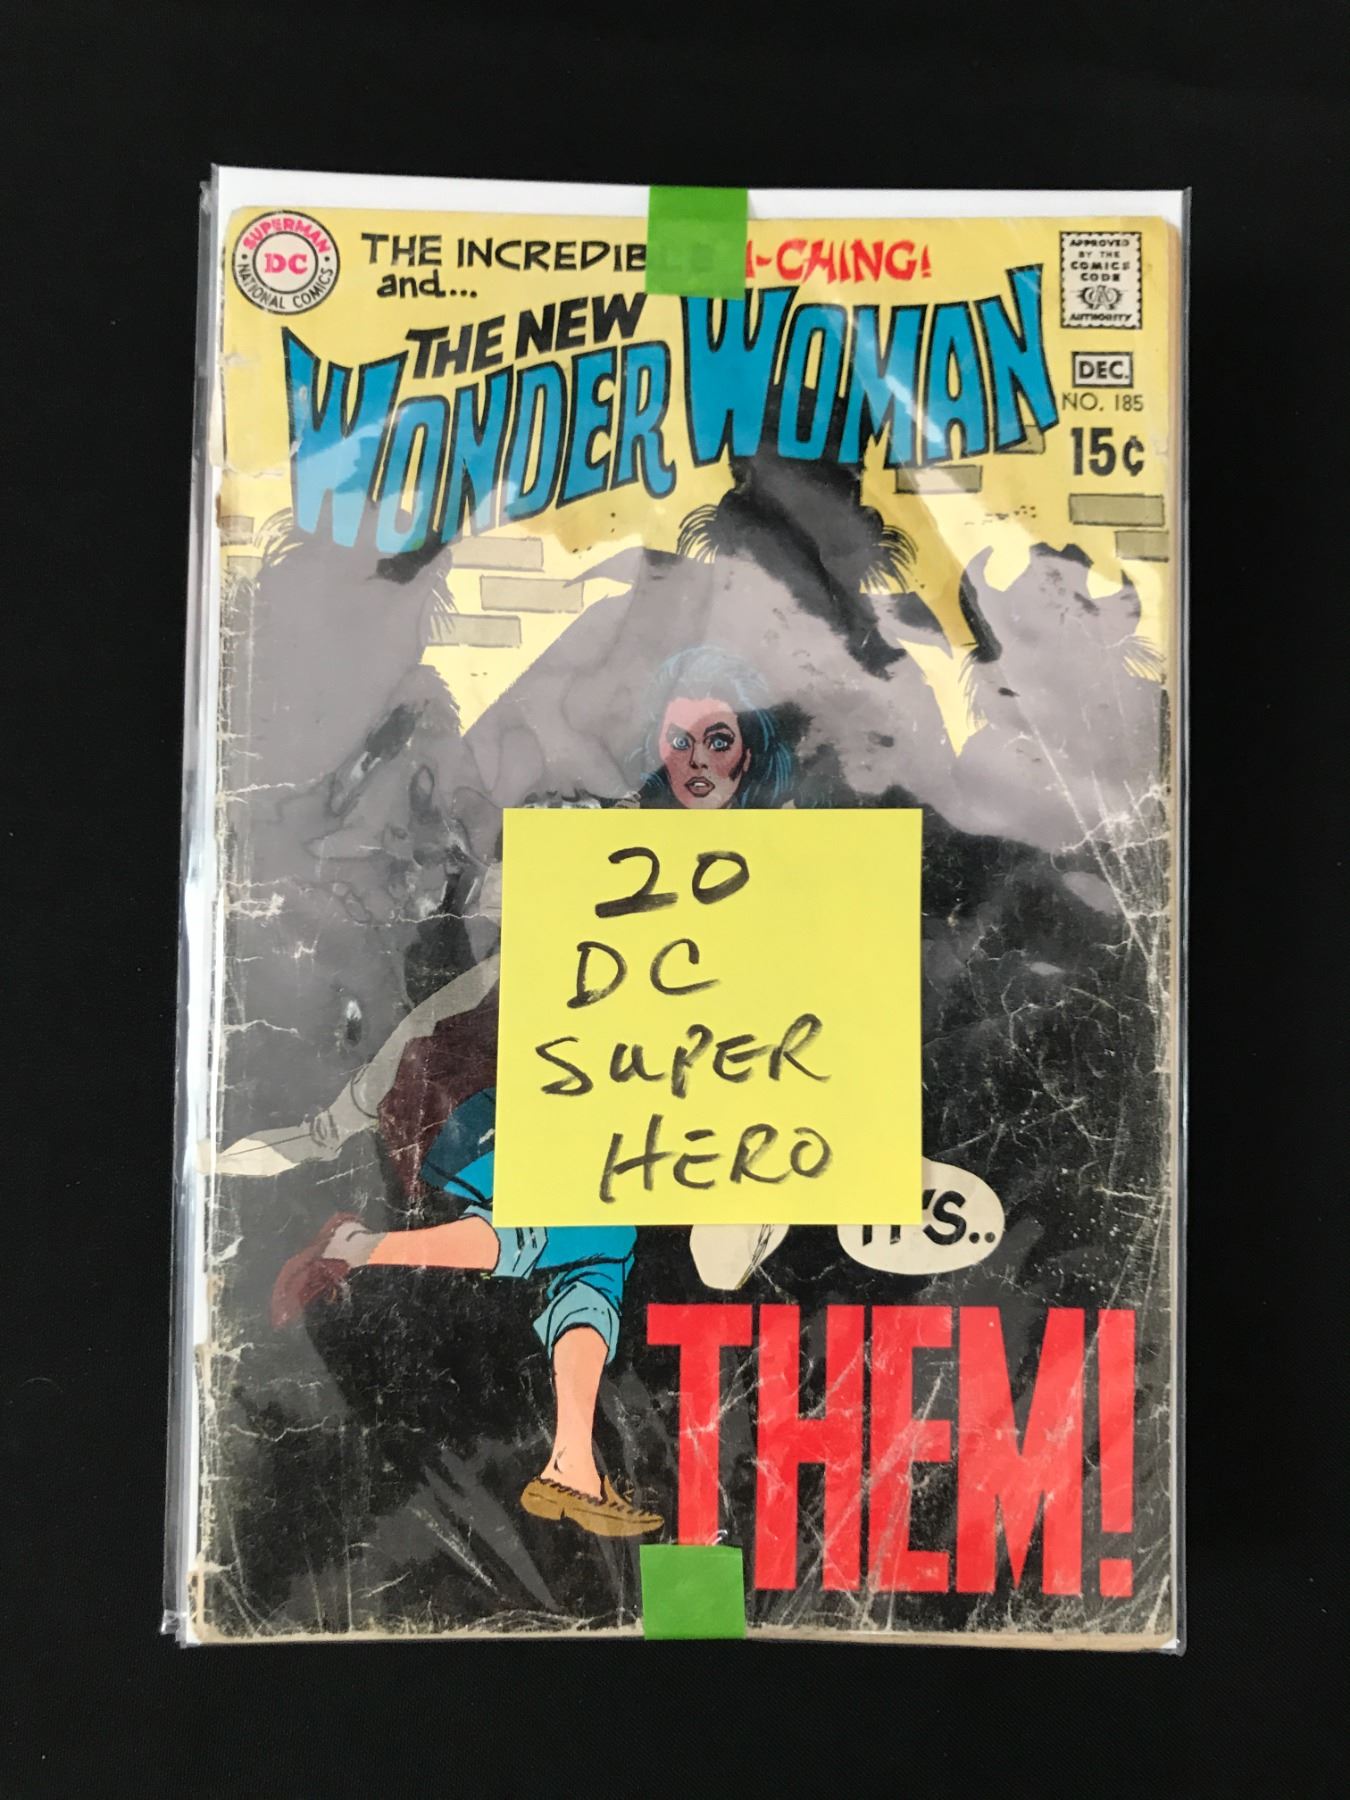 SUPERMAN
DC
NATIONAL COMICS
THE INCREDIB I-CHING!
and...
THE NEW
WONDER WOMAN
APPROVED
BY THE
COMICS
CODE
AUTHORITY
DEC.
NO. 185
15¢
20
DC
SUPER
HERO
IT'S..
THEM!